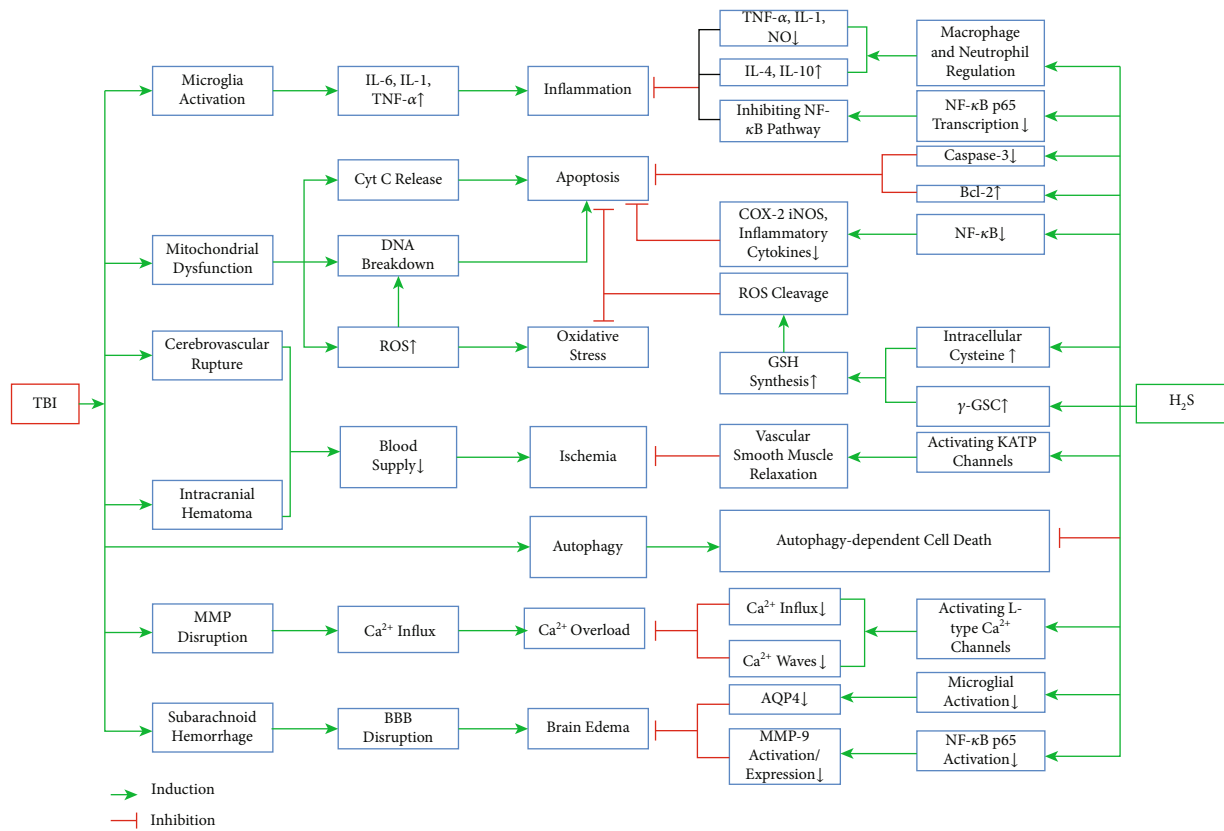 TBI
Microglia
Activation
IL-6, IL-1,
TNF-α↑
Inflammation
TNF-α, IL-1,
NO↓
IL-4, IL-10↑
Inhibiting NF-
κB Pathway
Macrophage
and Neutrophil
Regulation
NF-κB p65
Transcription↓
Mitochondrial
Dysfunction
Cyt C Release
DNA
Breakdown
ROS↑
Apoptosis
Oxidative
Stress
Caspase-3↓
Bcl-2↑
COX-2 iNOS,
Inflammatory
Cytokines↓
NF-κB↓
ROS Cleavage
GSH
Synthesis↑
Intracellular
Cysteine ↑
γ-GSC↑
Cerebrovascular
Rupture
Intracranial
Hematoma
Blood
Supply↓
Ischemia
Vascular
Smooth Muscle
Relaxation
Activating KATP
Channels
Autophagy
Autophagy-dependent Cell Death
MMP
Disruption
Ca²⁺ Influx
Ca²⁺ Overload
Ca²⁺ Influx↓
Ca²⁺ Waves↓
Activating L-
type Ca²⁺
Channels
Subarachnoid
Hemorrhage
BBB
Disruption
Brain Edema
AQP4↓
MMP-9
Activation/
Expression↓
Microglial
Activation↓
NF-κB p65
Activation↓
H₂S
Induction
Inhibition